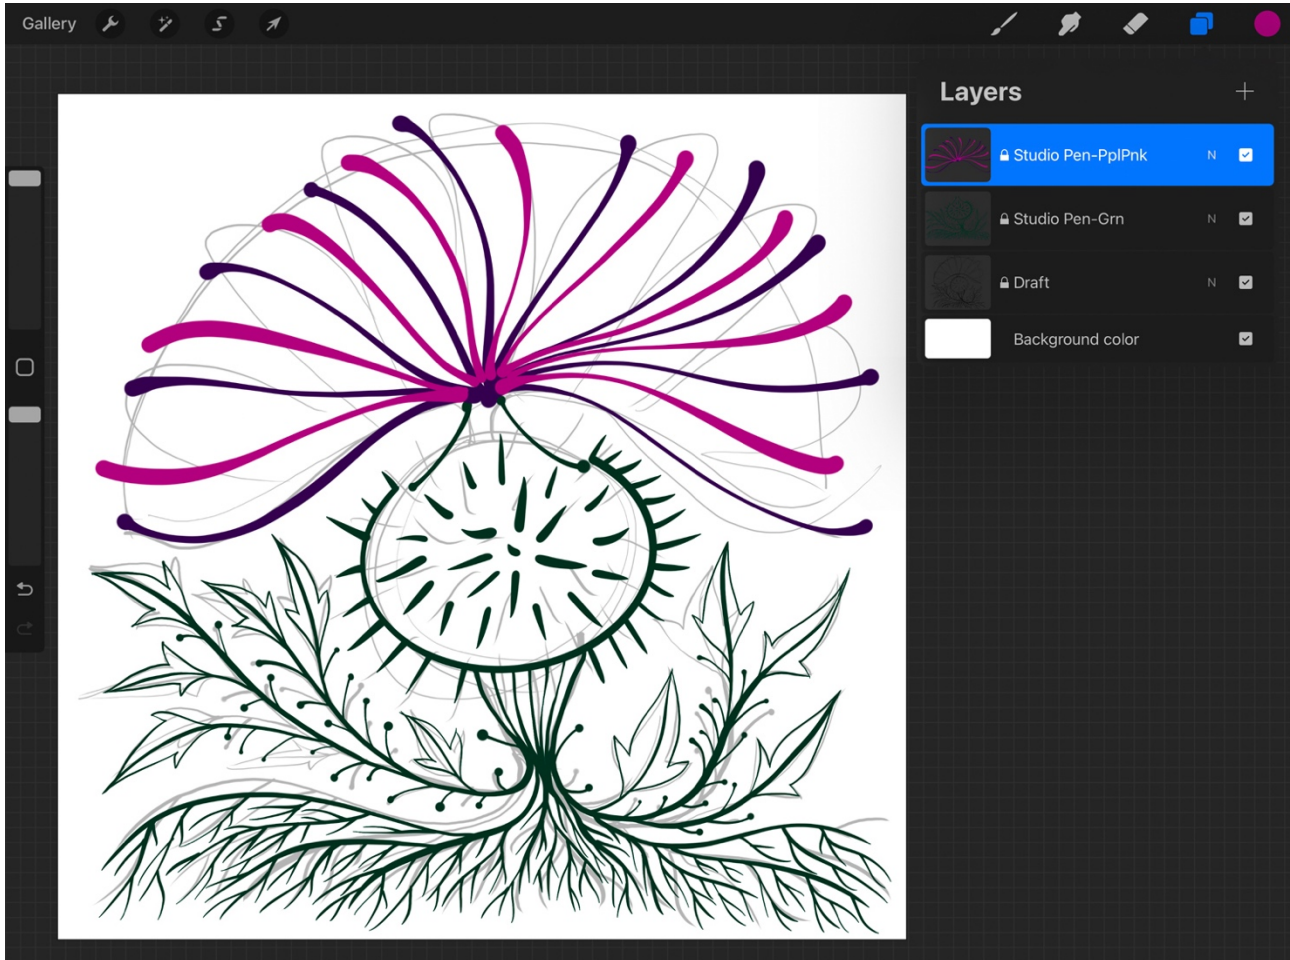 Gallery
Layers
Studio Pen-PplPnk N
Studio Pen-Grn N
Draft N
Background color